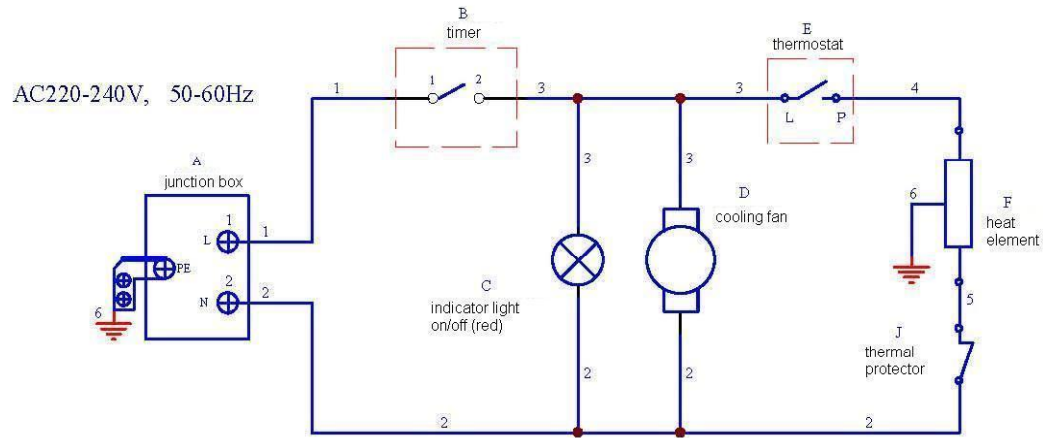 B
timer
E
thermostat
AC220-240V, 50-60Hz
1
1
2
3
3
4
L
P
A
junction box
3
3
D
cooling fan
6
F
heat
element
1
L
1
PE
2
N
2
6
C
indicator light
on/off (red)
5
J
thermal
protector
2
2
2
2